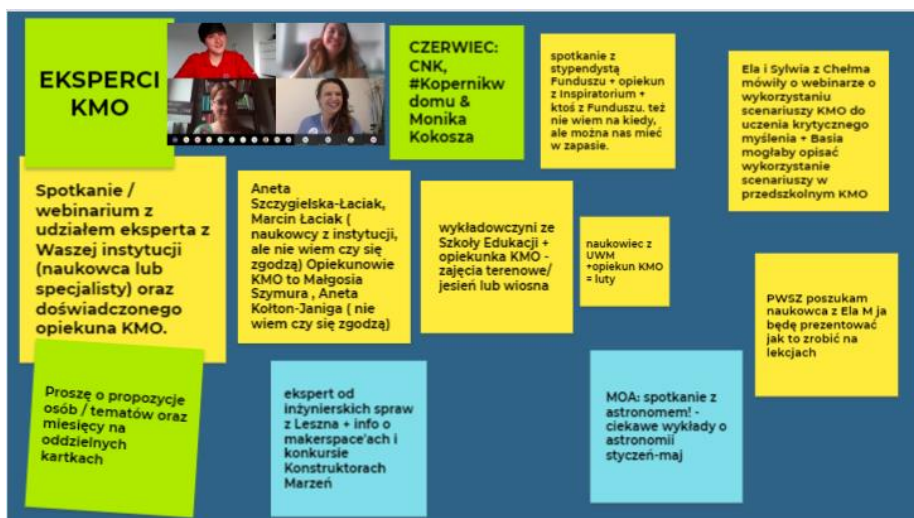 EKSPERCI
KMO
CZERWIEC:
CNK,
#Kopernikw
domu &
Monika
Kokosza
spotkanie z
stypendystą
Funduszu + opiekun
z Inspiratorium +
ktoś z Funduszu. też
nie wiem na kiedy,
ale można nas mieć
w zapasie.
Ela i Sylwia z Chełma
mówiły o webinarze o
wykorzystaniu
scenariuszy KMO do
uczenia krytycznego
myślenia + Basia
mogłaby opisać
wykorzystanie
scenariuszy w
przedszkolnym KMO
Spotkanie /
webinarium z
udziałem eksperta z
Waszej instytucji
(naukowca lub
specjalisty) oraz
doświadczonego
opiekuna KMO.
Aneta
Szczygielska-Łaciak,
Marcin Łaciak (
naukowcy z instytucji,
ale nie wiem czy się
zgodzą) Opiekunowie
KMO to Małgosia
Szymura , Aneta
Kołton-Janiga ( nie
wiem czy się zgodzą)
wykładowczyni ze
Szkoły Edukacji +
opiekunka KMO -
zajęcia terenowe/
jesień lub wiosna
naukowiec z
UWM
+opiekun KMO
= luty
PWSZ poszukam
naukowca z Ela M ja
będę prezentować
jak to zrobić na
lekcjach
Proszę o propozycje
osób / tematów oraz
miesięcy na
oddzielnych
kartkach
ekspert od
inżynierskich spraw
z Leszna + info o
makerspace'ach i
konkursie
Konstruktorach
Marzeń
MOA: spotkanie z
astronomem! -
ciekawe wykłady o
astronomii
styczeń-maj